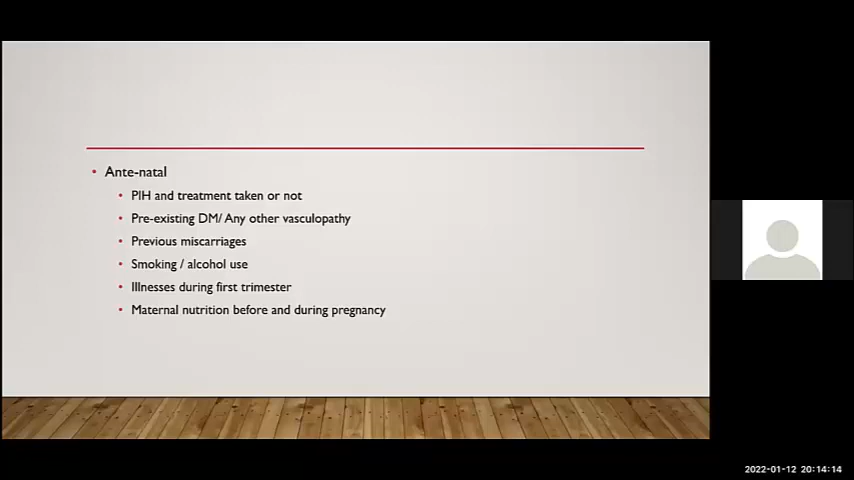 Ante-natal
PIH and treatment taken or not
Pre-existing DM/ Any other vasculopathy
Previous miscarriages
Smoking / alcohol use
Illnesses during first trimester
Maternal nutrition before and during pregnancy
2022-01-12 20:14:14